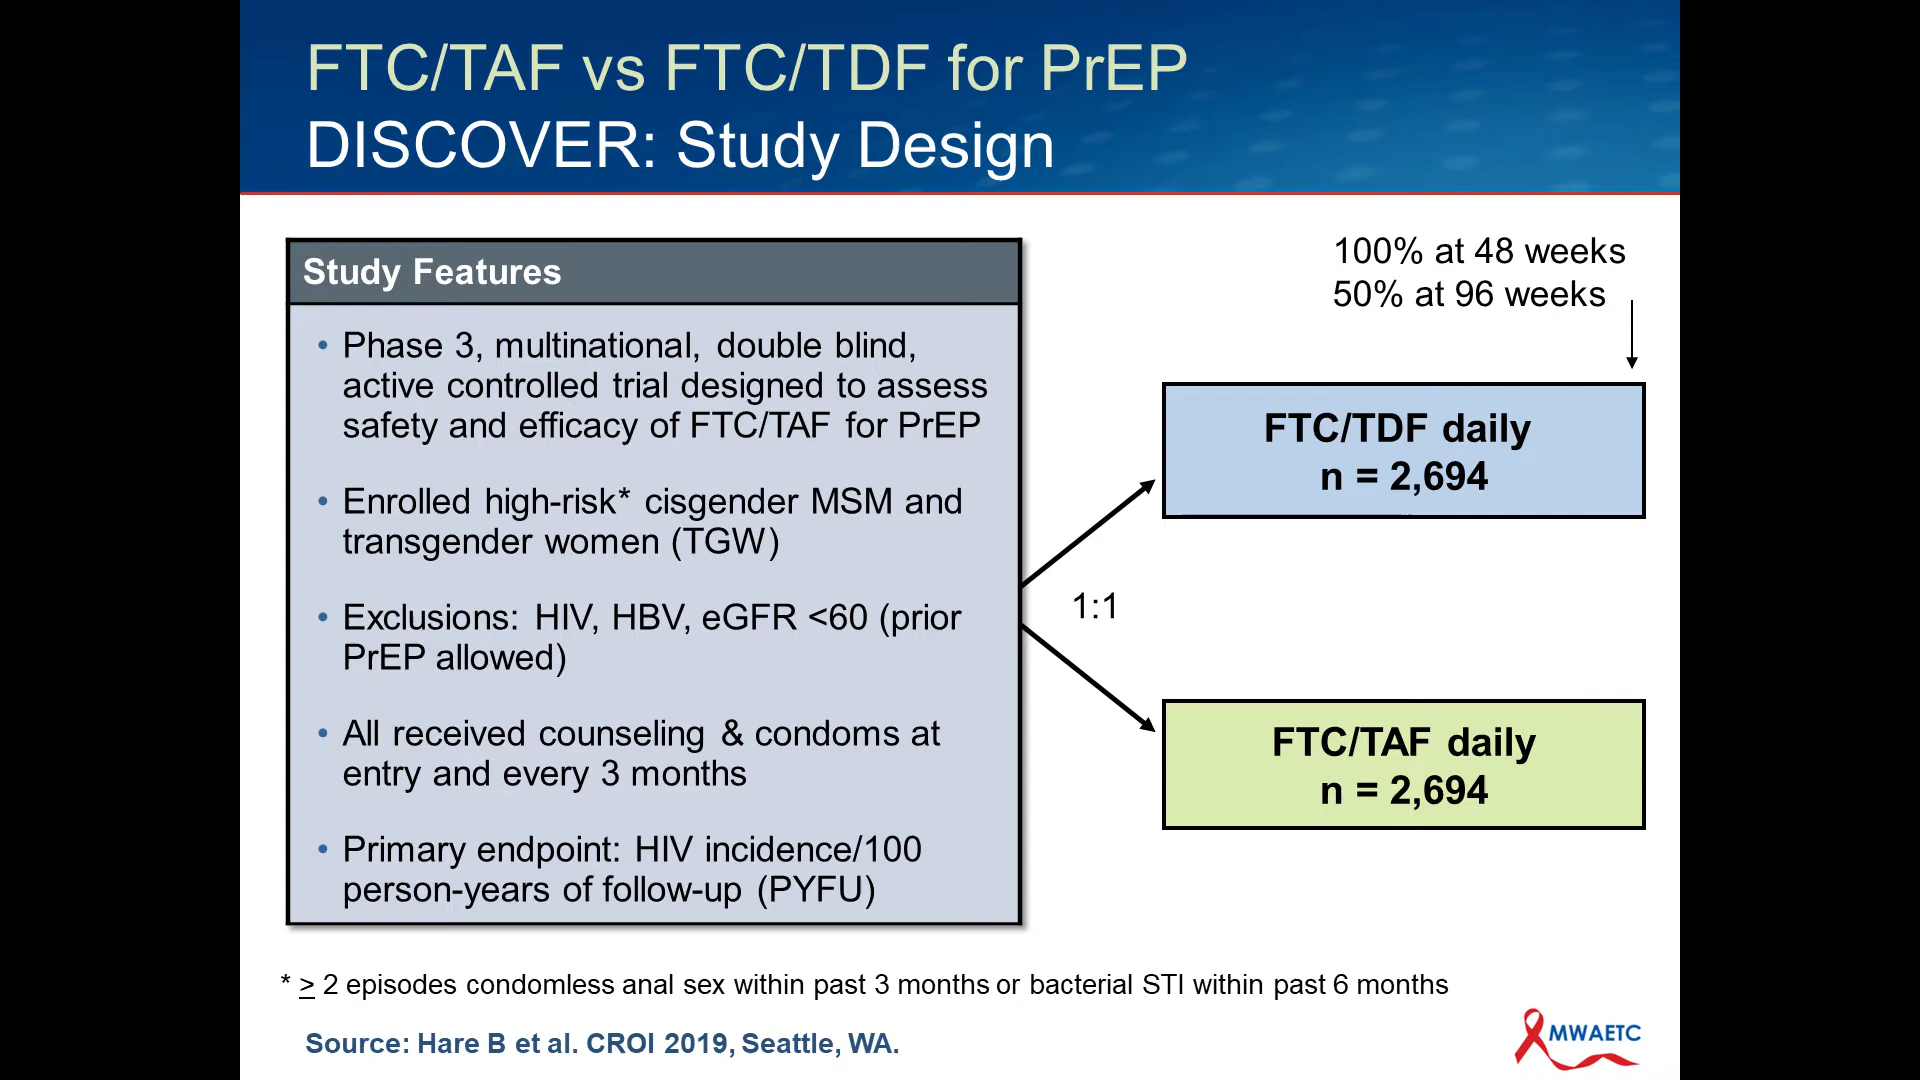 FTC/TAF vs FTC/TDF for PrEP
DISCOVER: Study Design
Study Features
• Phase 3, multinational, double blind,
active controlled trial designed to assess
safety and efficacy of FTC/TAF for PrEP
• Enrolled high-risk* cisgender MSM and
transgender women (TGW)
• Exclusions: HIV, HBV, eGFR <60 (prior
PrEP allowed)
• All received counseling & condoms at
entry and every 3 months
• Primary endpoint: HIV incidence/100
person-years of follow-up (PYFU)
100% at 48 weeks
50% at 96 weeks
FTC/TDF daily
n = 2,694
1:1
FTC/TAF daily
n = 2,694
* ≥ 2 episodes condomless anal sex within past 3 months or bacterial STI within past 6 months
Source: Hare B et al. CROI 2019, Seattle, WA.
MWAETC